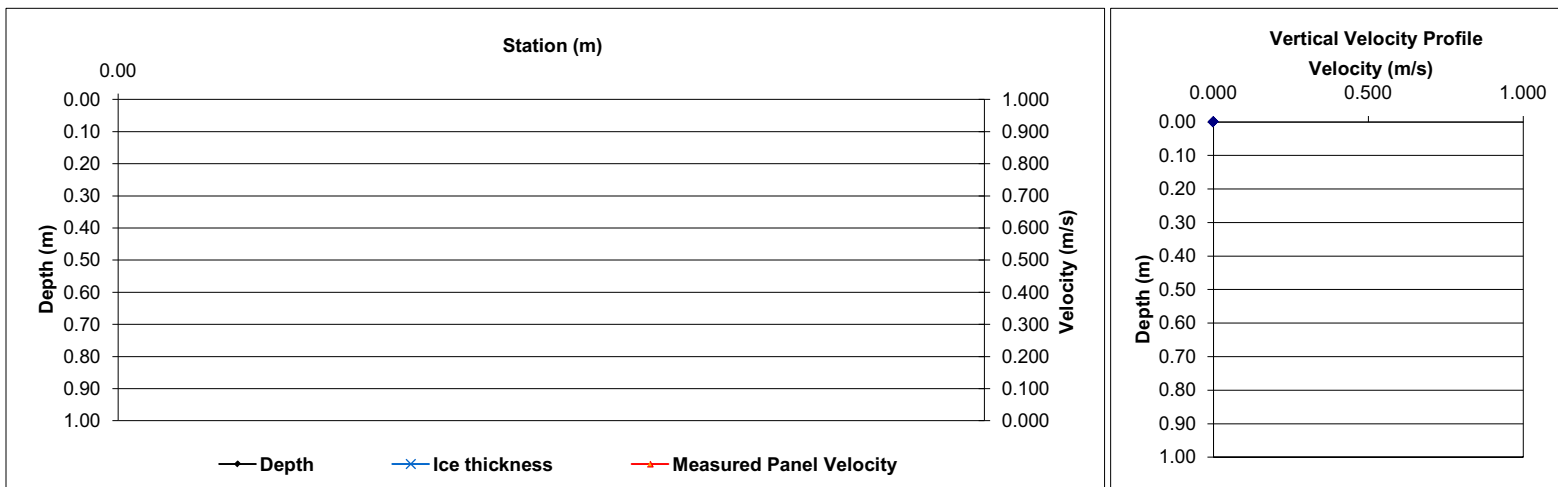 Station (m)
0.00
0.00 1.000
0.10 0.900
0.20 0.800
0.30 0.700
0.40 0.600
0.50 0.500
0.60 0.400
0.70 0.300
0.80 0.200
0.90 0.100
1.00 0.000
Depth (m)
Velocity (m/s)
Depth Ice thickness Measured Panel Velocity
Vertical Velocity Profile
Velocity (m/s)
0.000 0.500 1.000
0.00
0.10
0.20
0.30
0.40
0.50
0.60
0.70
0.80
0.90
1.00
Depth (m)